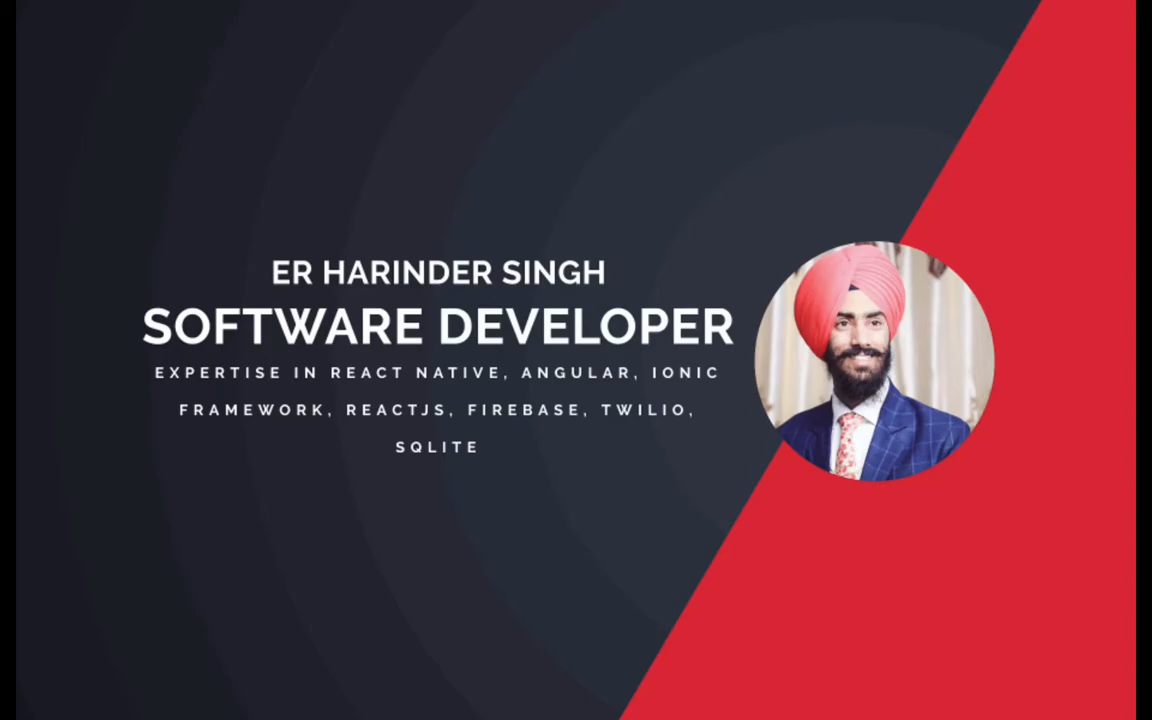 ER HARINDER SINGH
SOFTWARE DEVELOPER
EXPERTISE IN REACT NATIVE, ANGULAR, IONIC
FRAMEWORK, REACTJS, FIREBASE, TWILIO,
SQLITE